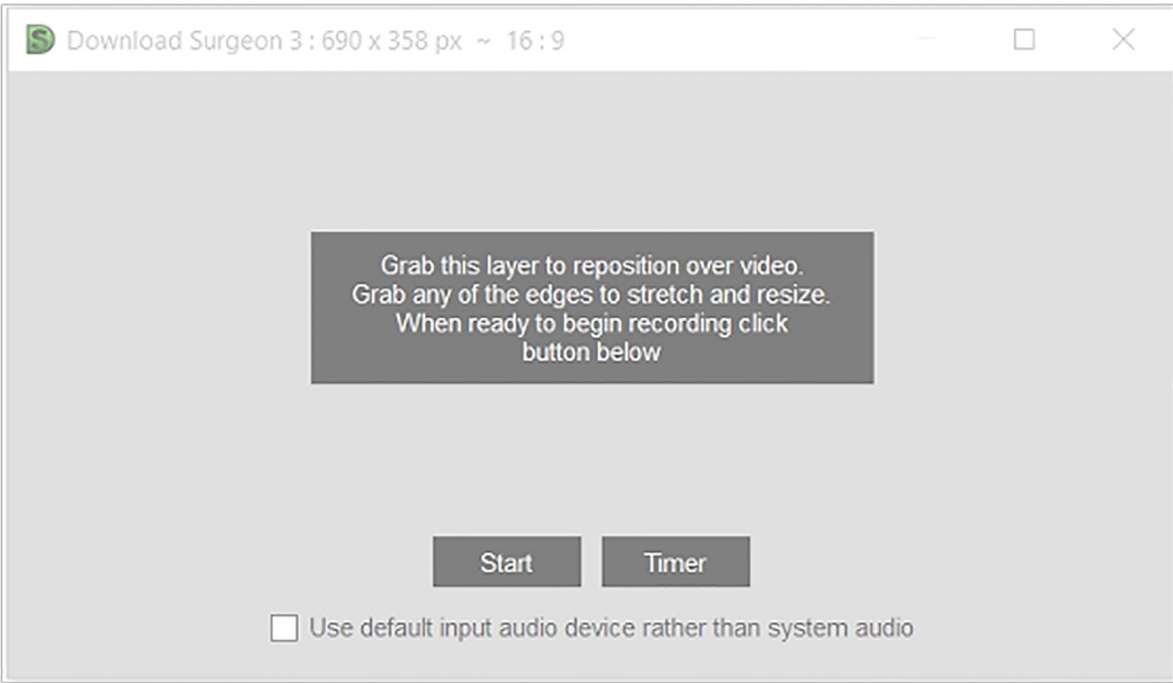 Download Surgeon 3 : 690 x 358 px ~ 16 : 9
Grab this layer to reposition over video.
Grab any of the edges to stretch and resize.
When ready to begin recording click
button below
Start
Timer
Use default input audio device rather than system audio